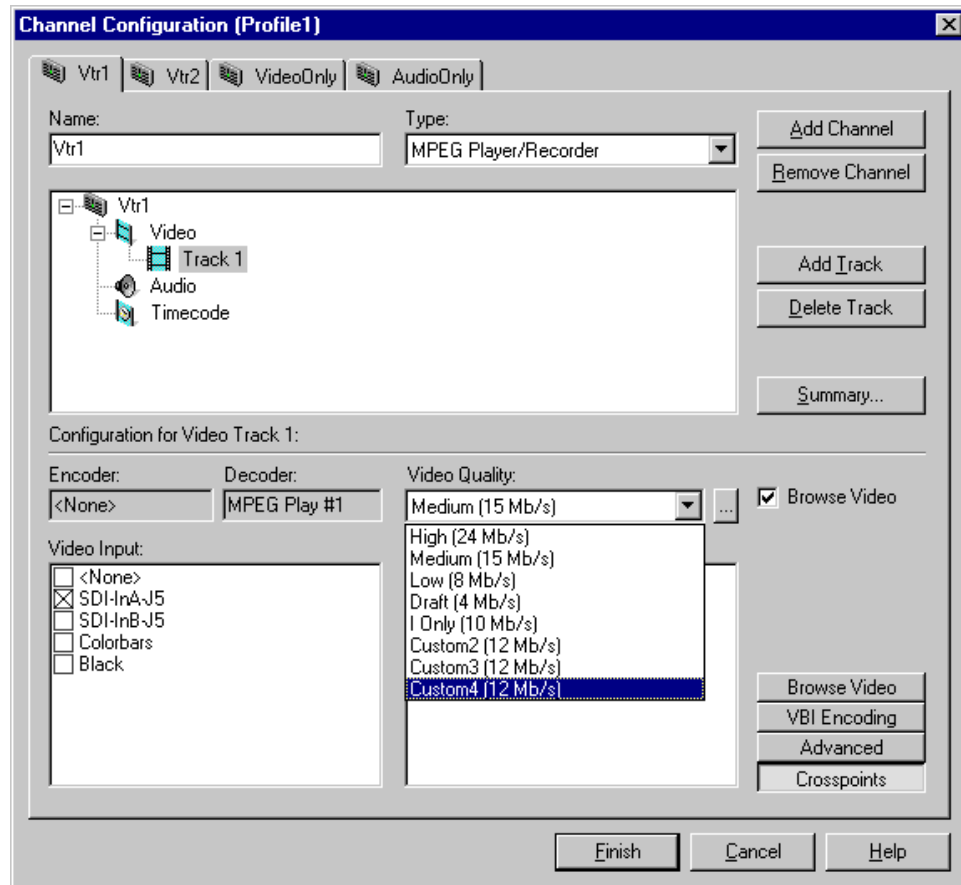 Channel Configuration (Profile1)
Vtr1
Vtr2
VideoOnly
AudioOnly
Name:
Type:
Vtr1
MPEG Player/Recorder
Add Channel
Remove Channel
Vtr1
Video
Track 1
Audio
Timecode
Add Track
Delete Track
Summary...
Configuration for Video Track 1:
Encoder:
Decoder:
Video Quality:
<None>
MPEG Play #1
Medium (15 Mb/s)
...
Browse Video
Video Input:
<None>
SDI-InA-J5
SDI-InB-J5
Colorbars
Black
High (24 Mb/s)
Medium (15 Mb/s)
Low (8 Mb/s)
Draft (4 Mb/s)
I Only (10 Mb/s)
Custom2 (12 Mb/s)
Custom3 (12 Mb/s)
Custom4 (12 Mb/s)
Browse Video
VBI Encoding
Advanced
Crosspoints
Finish
Cancel
Help